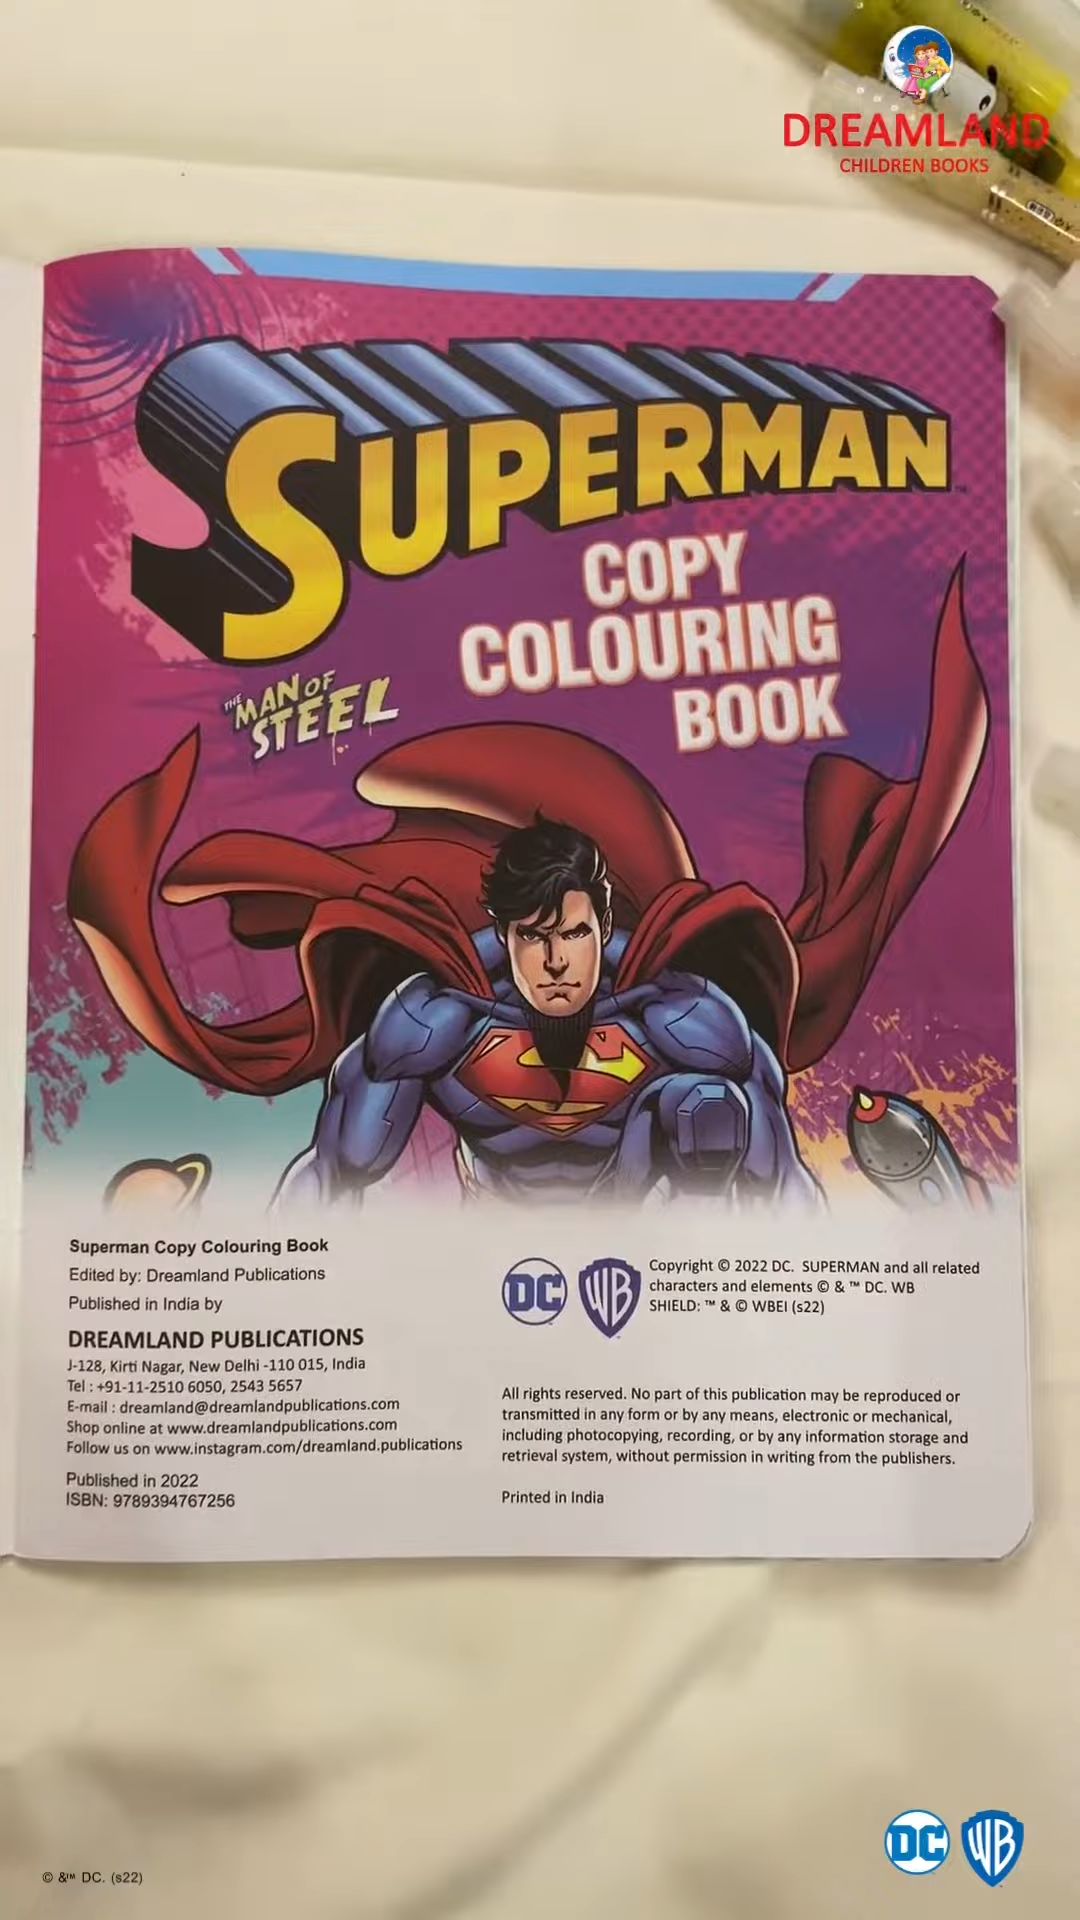 DREAMLAND
CHILDREN BOOKS
SUPERMAN
COPY
COLOURING
BOOK
THE
MAN OF
STEEL
Superman Copy Colouring Book
Edited by: Dreamland Publications
Published in India by
DREAMLAND PUBLICATIONS
J-128, Kirti Nagar, New Delhi -110 015, India
Tel : +91-11-2510 6050, 2543 5657
E-mail : dreamland@dreamlandpublications.com
Shop online at www.dreamlandpublications.com
Follow us on www.instagram.com/dreamland.publications
Published in 2022
ISBN: 9789394767256
DC WB
Copyright © 2022 DC. SUPERMAN and all related
characters and elements © & ™ DC. WB
SHIELD: ™ & © WBEI (s22)
All rights reserved. No part of this publication may be reproduced or
transmitted in any form or by any means, electronic or mechanical,
including photocopying, recording, or by any information storage and
retrieval system, without permission in writing from the publishers.
Printed in India
© &™ DC. (s22)
DC WB